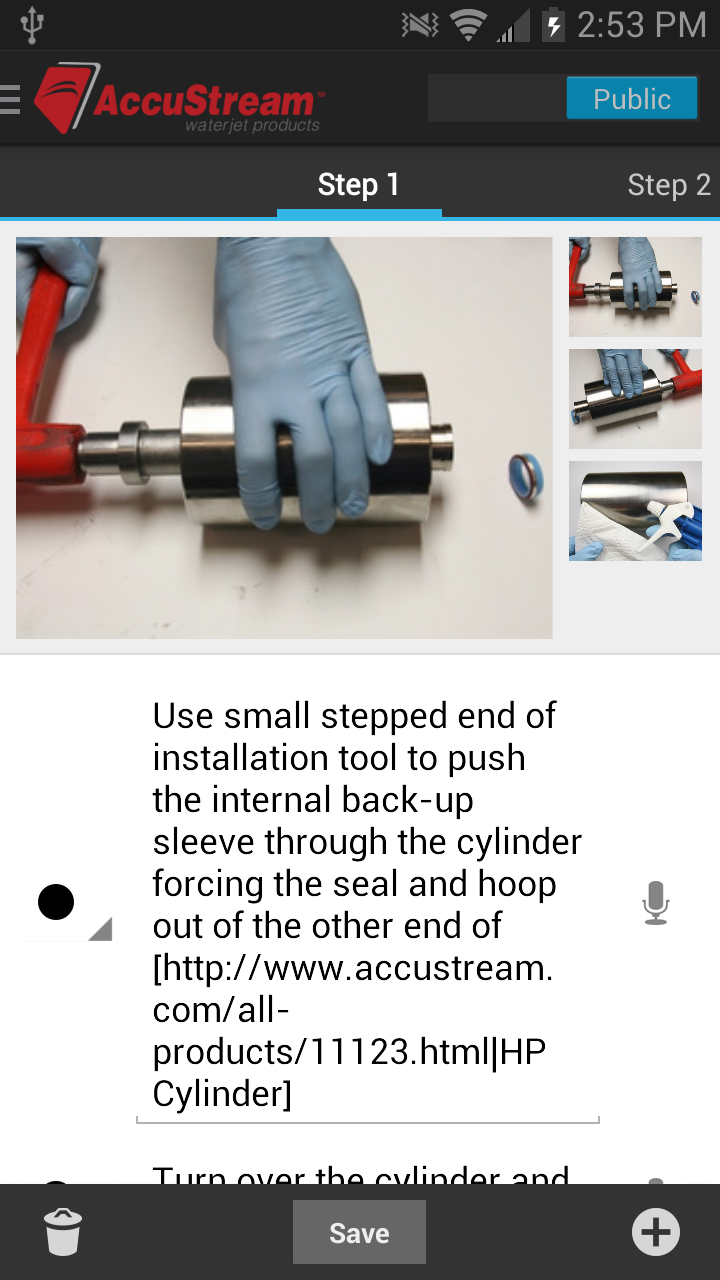 2:53 PM
AccuStream™
waterjet products
Public
Step 1
Step 2
Use small stepped end of
installation tool to push
the internal back-up
sleeve through the cylinder
forcing the seal and hoop
out of the other end of
[http://www.accustream.
com/all-
products/11123.html|HP
Cylinder]
Turn over the cylinder and
Save